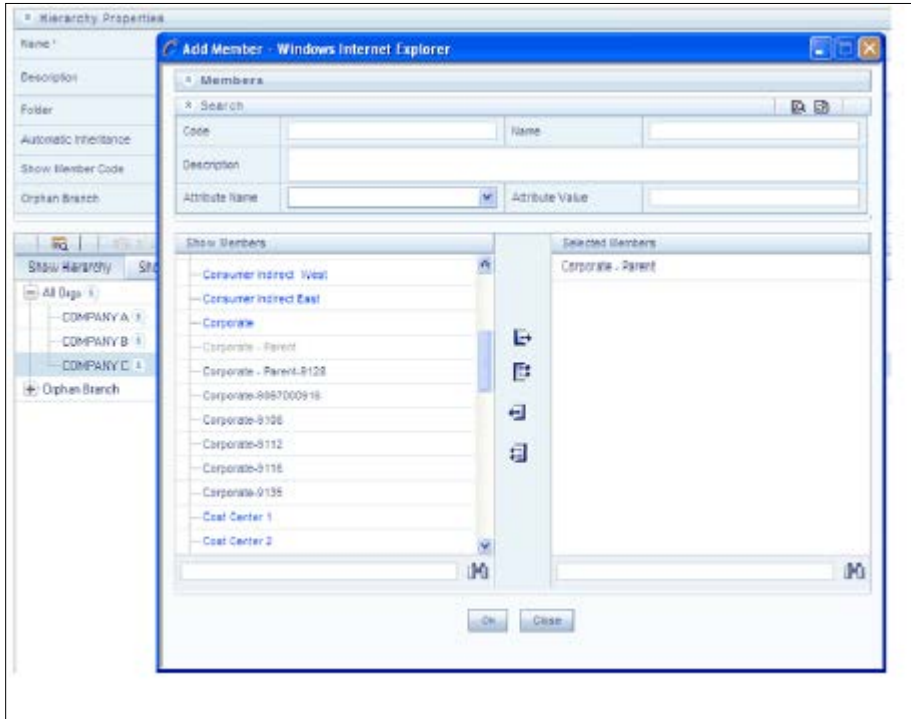 Hierarchy Properties
Name *
Description
Folder
Automatic Inheritance
Show Member Code
Orphan Branch
Show Hierarchy
All Orgs
COMPANY A
COMPANY B
COMPANY C
Orphan Branch
Add Member - Windows Internet Explorer
Members
Search
Code
Name
Description
Attribute Name
Attribute Value
Show Members
Consumer Indirect West
Consumer Indirect East
Corporate
Corporate - Parent
Corporate - Parent-9128
Corporate-9106
Corporate-9112
Corporate-9116
Corporate-9135
Cost Center 1
Cost Center 2
Selected Members
Corporate - Parent
Ok
Close